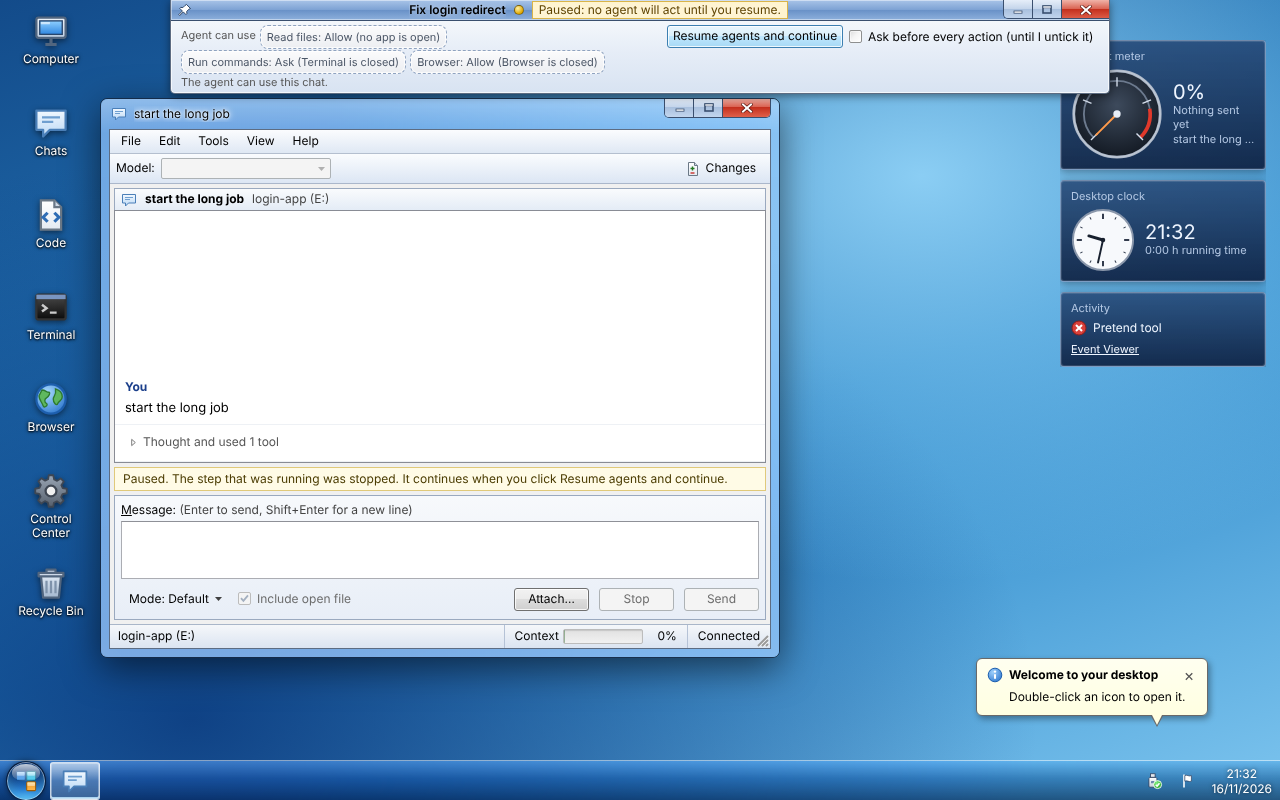 Fix login redirect
Paused: no agent will act until you resume.
Agent can use
Read files: Allow (no app is open)
Resume agents and continue
Ask before every action (until I untick it)
Run commands: Ask (Terminal is closed)
Browser: Allow (Browser is closed)
The agent can use this chat.
Computer
Chats
Code
Terminal
Browser
Control
Center
Recycle Bin
start the long job
File Edit Tools View Help
Model:
Changes
start the long job login-app (E:)
You
start the long job
Thought and used 1 tool
Paused. The step that was running was stopped. It continues when you click Resume agents and continue.
Message: (Enter to send, Shift+Enter for a new line)
Mode: Default
Include open file
Attach...
Stop
Send
login-app (E:)
Context
0%
Connected
meter
0%
Nothing sent
yet
start the long ...
Desktop clock
21:32
0:00 h running time
Activity
Pretend tool
Event Viewer
Welcome to your desktop
Double-click an icon to open it.
21:32
16/11/2026